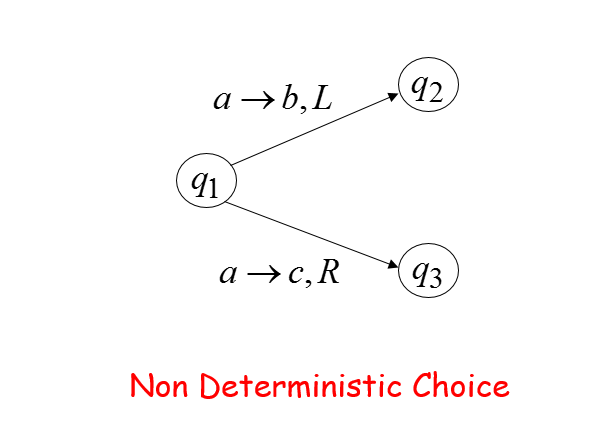 q2
a → b, L
q1
a → c, R
q3
Non Deterministic Choice